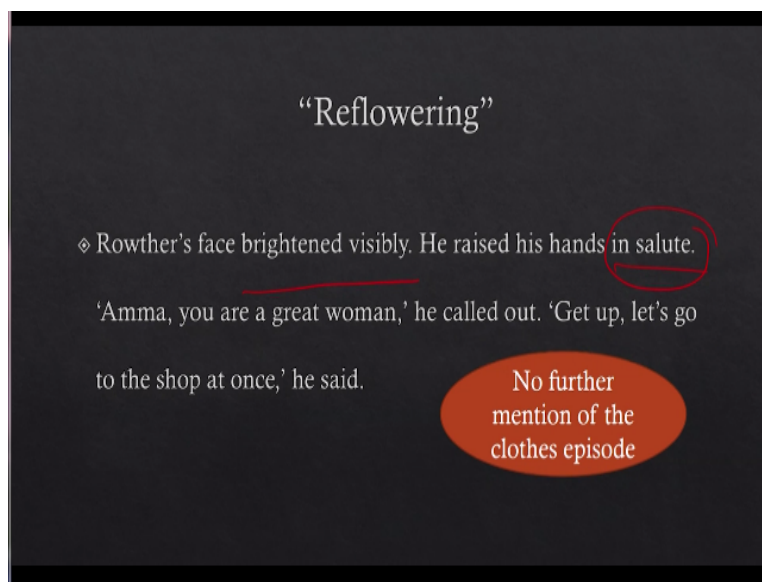 “Reflowering”
Rowther’s face brightened visibly. He raised his hands in salute.
‘Amma, you are a great woman,’ he called out. ‘Get up, let’s go
to the shop at once,’ he said.
No further
mention of the
clothes episode